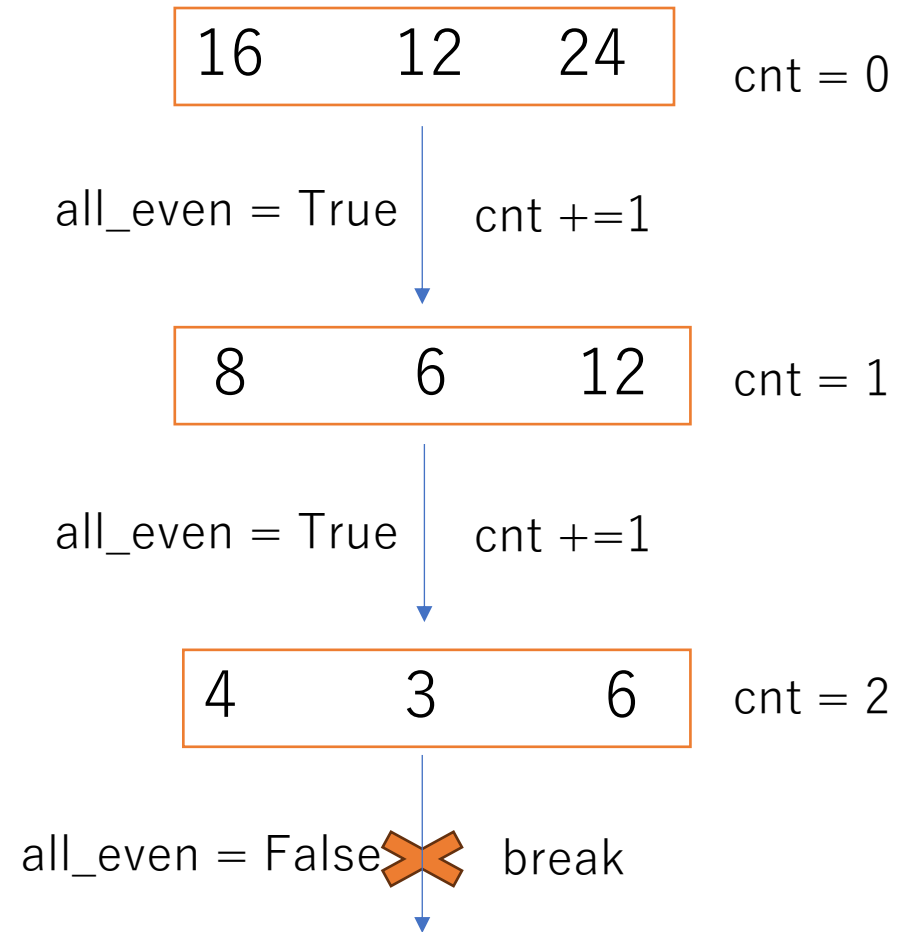 16 12 24 cnt = 0
all_even = True cnt +=1
8 6 12 cnt = 1
all_even = True cnt +=1
4 3 6 cnt = 2
all_even = False break